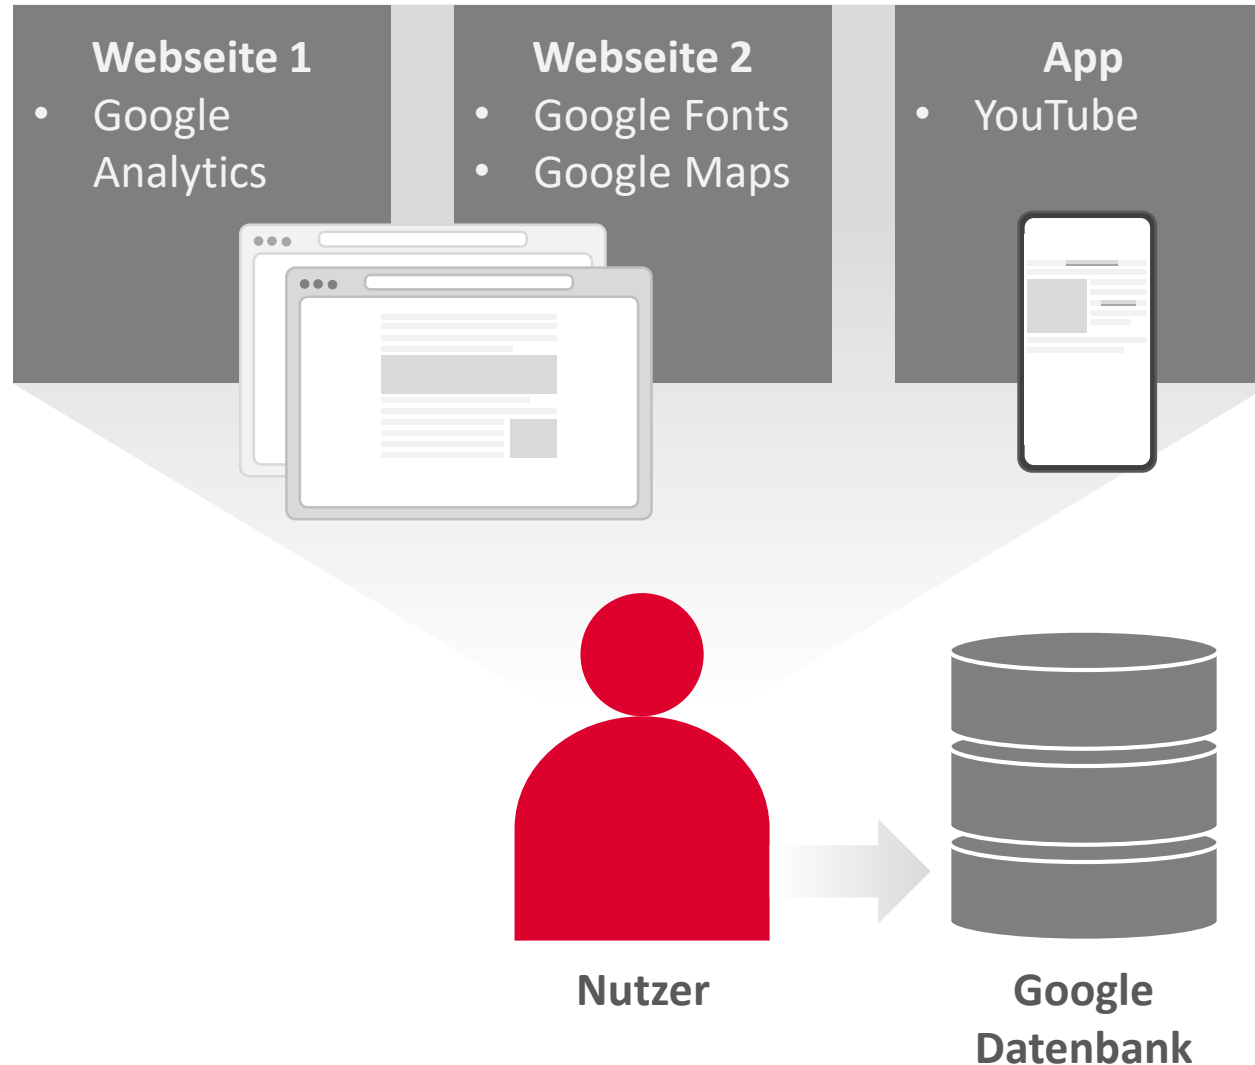 Webseite 1
• Google
Analytics
Webseite 2
• Google Fonts
• Google Maps
App
• YouTube
Nutzer
Google
Datenbank